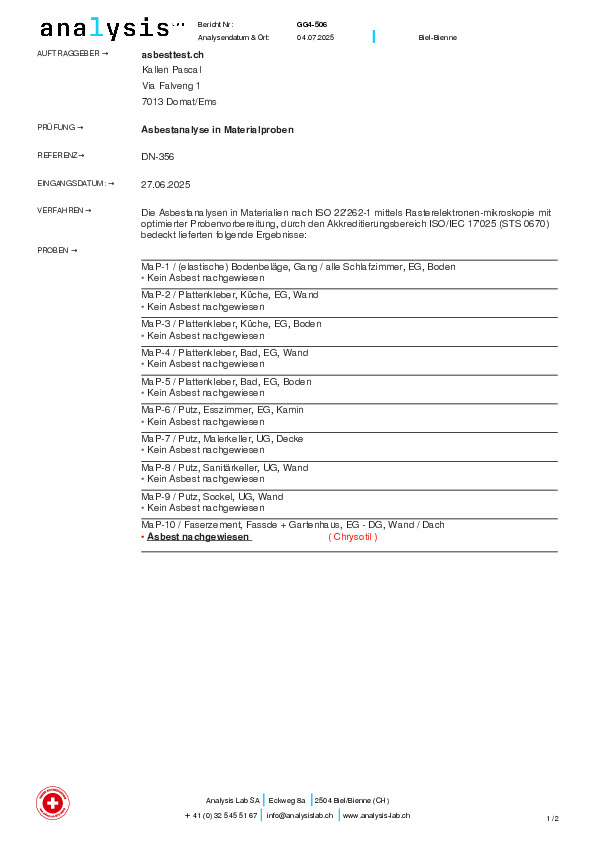 analysis
Bericht Nr: GG4-506
Analysendatum & Ort: 04.07.2025 Biel-Bienne
AUFTRAGGEBER → asbesttest.ch
Kallen Pascal
Via Falveng 1
7013 Domat/Ems
PRÜFUNG → Asbestanalyse in Materialproben
REFERENZ→ DN-356
EINGANGSDATUM: → 27.06.2025
VERFAHREN → Die Asbestanalysen in Materialien nach ISO 22'262-1 mittels Rasterelektronen-mikroskopie mit
optimierter Probenvorbereitung, durch den Akkreditierungsbereich ISO/IEC 17'025 (STS 0670)
bedeckt lieferten folgende Ergebnisse:
PROBEN →
MaP-1 / (elastische) Bodenbeläge, Gang / alle Schlafzimmer, EG, Boden
• Kein Asbest nachgewiesen
MaP-2 / Plattenkleber, Küche, EG, Wand
• Kein Asbest nachgewiesen
MaP-3 / Plattenkleber, Küche, EG, Boden
• Kein Asbest nachgewiesen
MaP-4 / Plattenkleber, Bad, EG, Wand
• Kein Asbest nachgewiesen
MaP-5 / Plattenkleber, Bad, EG, Boden
• Kein Asbest nachgewiesen
MaP-6 / Putz, Esszimmer, EG, Kamin
• Kein Asbest nachgewiesen
MaP-7 / Putz, Malerkeller, UG, Decke
• Kein Asbest nachgewiesen
MaP-8 / Putz, Sanitärkeller, UG, Wand
• Kein Asbest nachgewiesen
MaP-9 / Putz, Sockel, UG, Wand
• Kein Asbest nachgewiesen
MaP-10 / Faserzement, Fassde + Gartenhaus, EG - DG, Wand / Dach
• Asbest nachgewiesen ( Chrysotil )
Analysis Lab SA | Eckweg 8a | 2504 Biel/Bienne (CH)
+ 41 (0) 32 545 51 67 | info@analysislab.ch | www.analysis-lab.ch
1 / 2